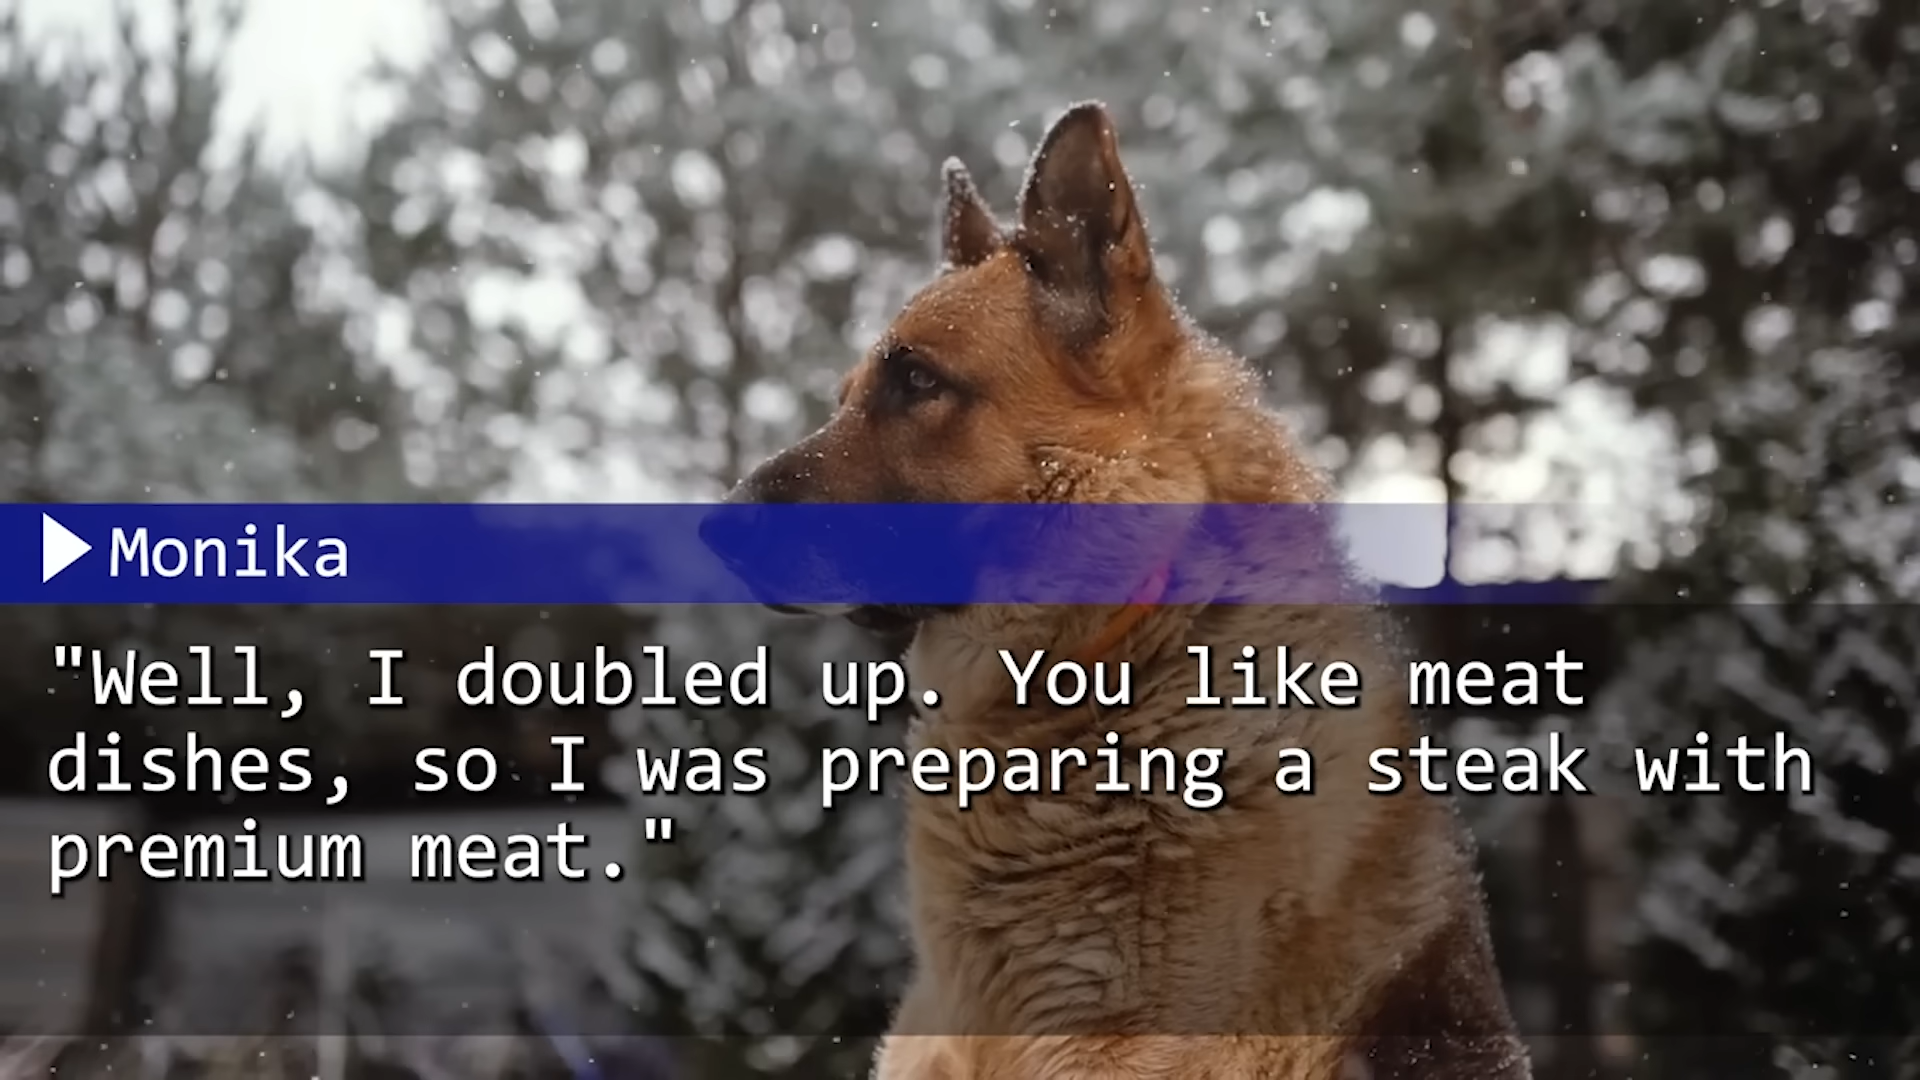 Monika
"Well, I doubled up. You like meat
dishes, so I was preparing a steak with
premium meat."